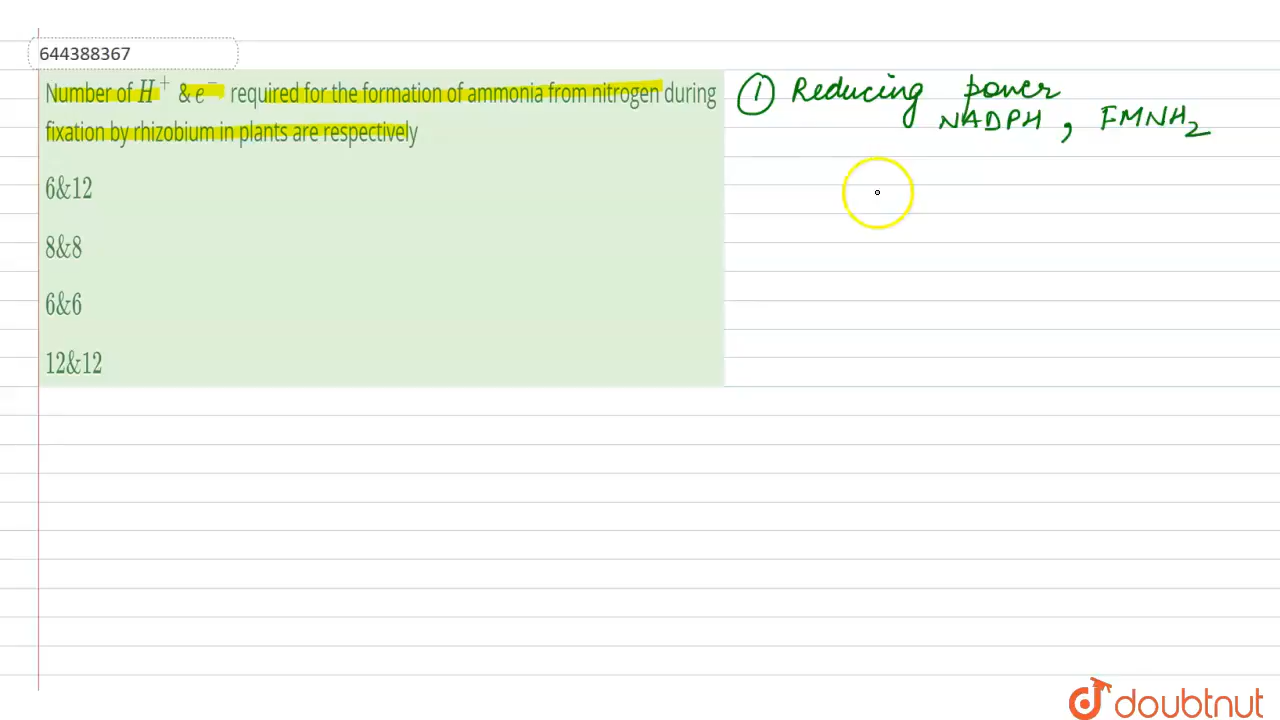 644388367
Number of H⁺ & e⁻ required for the formation of ammonia from nitrogen during
fixation by rhizobium in plants are respectively
6&12
8&8
6&6
12&12
① Reducing power
NADPH, FMNH₂
doubtnut